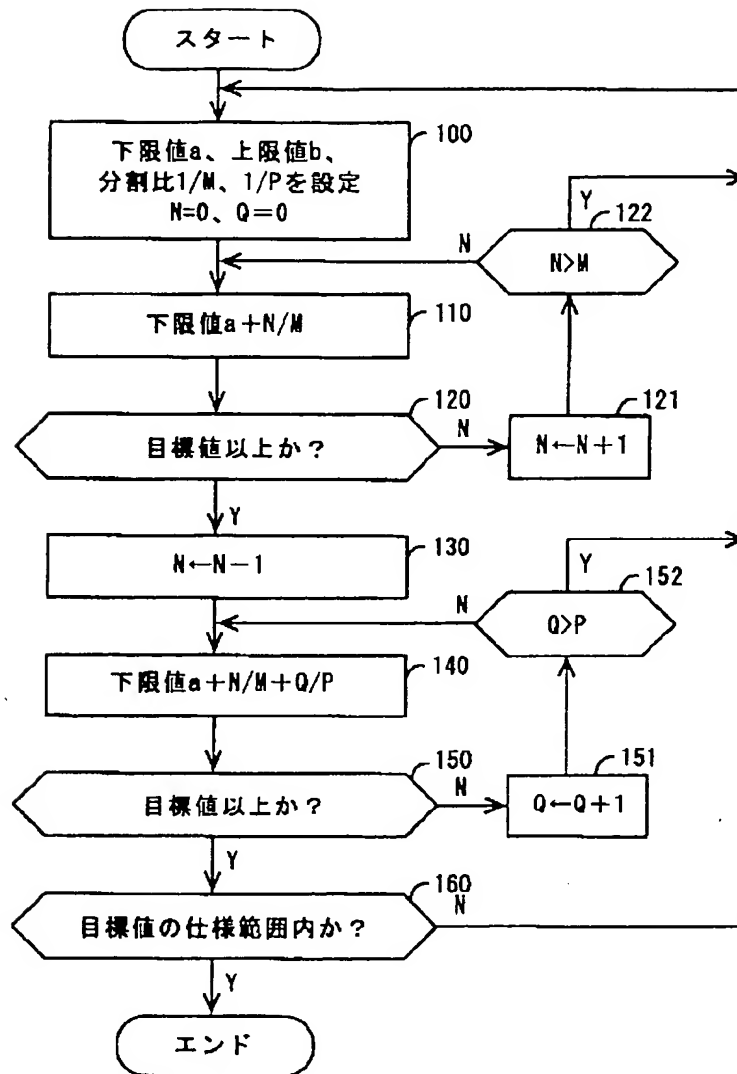 スタート
100
下限値a、上限値b、
分割比1/M、1/Pを設定
N=0、Q=0
Y
122
N
N>M
110
下限値a+N/M
120
目標値以上か?
N
121
N←N+1
Y
130
N←N-1
Y
152
N
Q>P
140
下限値a+N/M+Q/P
150
目標値以上か?
N
151
Q←Q+1
Y
160
目標値の仕様範囲内か?
N
Y
エンド